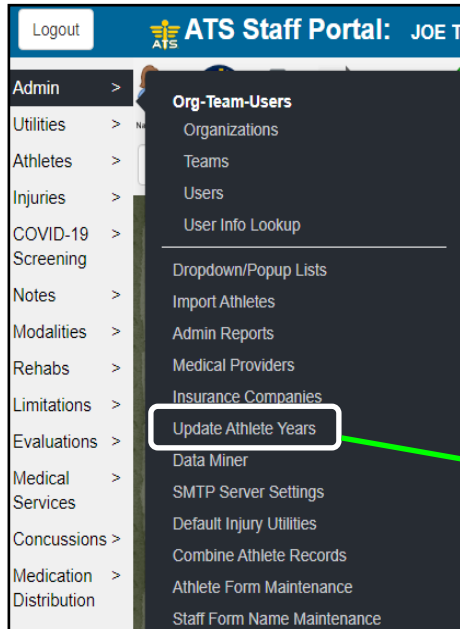 Logout
ATS
ATS Staff Portal: JOE T
Admin >
Utilities >
Athletes >
Injuries >
COVID-19 >
Screening
Notes >
Modalities >
Rehabs >
Limitations >
Evaluations >
Medical >
Services
Concussions >
Medication >
Distribution
Na
Org-Team-Users
Organizations
Teams
Users
User Info Lookup
Dropdown/Popup Lists
Import Athletes
Admin Reports
Medical Providers
Insurance Companies
Update Athlete Years
Data Miner
SMTP Server Settings
Default Injury Utilities
Combine Athlete Records
Athlete Form Maintenance
Staff Form Name Maintenance